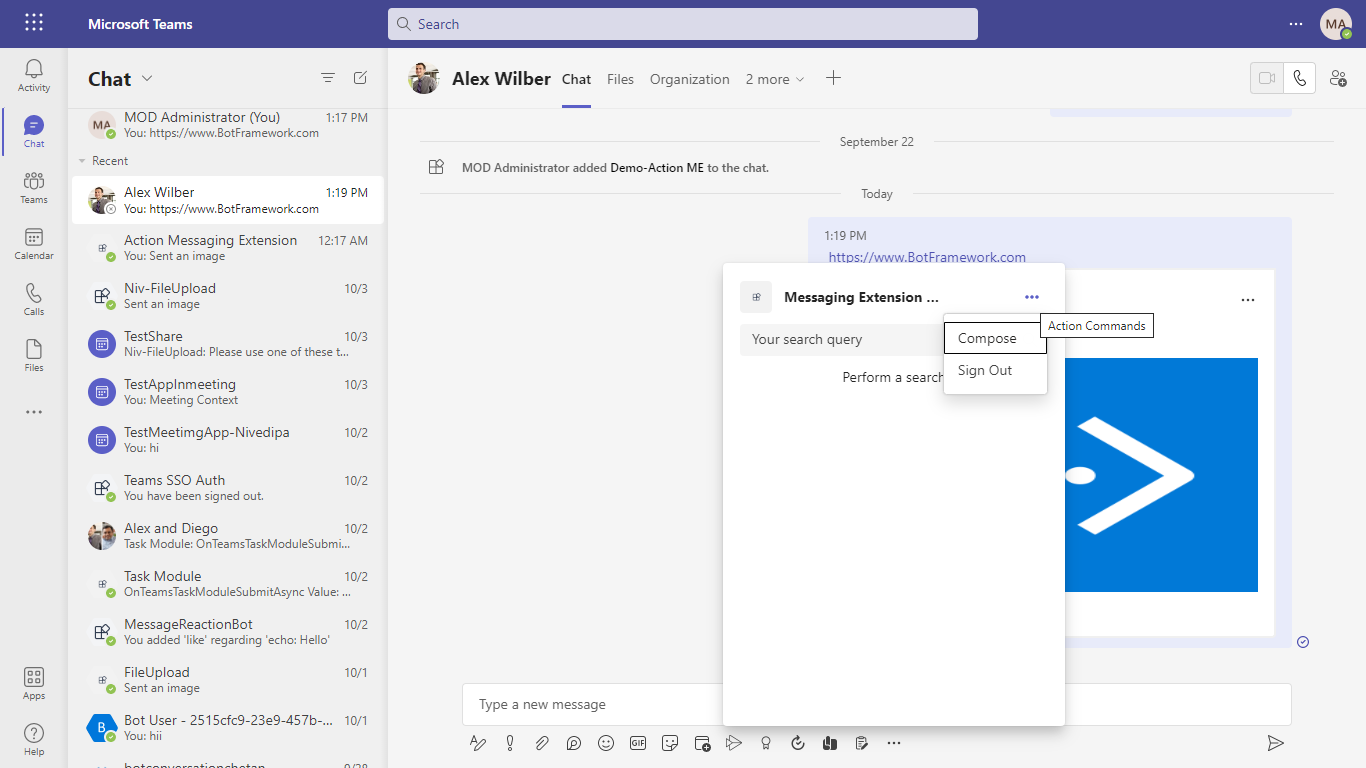 Microsoft Teams
Search
MA
Activity
Chat
Teams
Calendar
Calls
Files
Apps
Help
Chat
MA
MOD Administrator (You) 1:17 PM
You: https://www.BotFramework.com
Recent
Alex Wilber 1:19 PM
You: https://www.BotFramework.com
Action Messaging Extension 12:17 AM
You: Sent an image
Niv-FileUpload 10/3
Sent an image
TestShare 10/3
Niv-FileUpload: Please use one of these t...
TestAppInmeeting 10/3
You: Meeting Context
TestMeetimgApp-Nivedipa 10/2
You: hi
Teams SSO Auth 10/2
You have been signed out.
Alex and Diego 10/2
Task Module: OnTeamsTaskModuleSubmi...
Task Module 10/2
OnTeamsTaskModuleSubmitAsync Value: ...
MessageReactionBot 10/2
You added 'like' regarding 'echo: Hello'
FileUpload 10/1
Sent an image
B
Bot User - 2515cfc9-23e9-457b-... 10/1
You: hii
botconversationchetan 9/28
Alex Wilber Chat Files Organization 2 more
September 22
MOD Administrator added Demo-Action ME to the chat.
Today
1:19 PM
https://www.BotFramework.com
Messaging Extension ...
Your search query
Perform a search
Compose
Sign Out
Action Commands
Type a new message
GIF